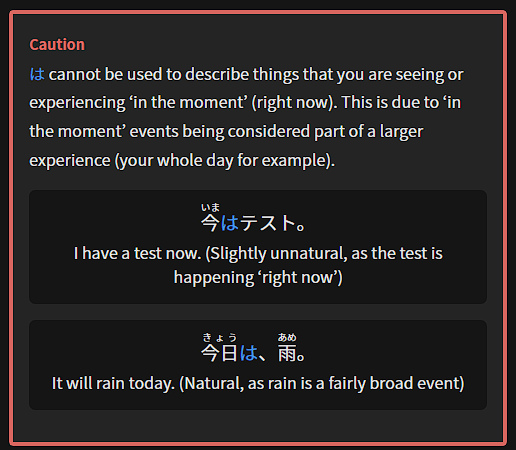 Caution
は cannot be used to describe things that you are seeing or
experiencing ‘in the moment’ (right now). This is due to ‘in
the moment’ events being considered part of a larger
experience (your whole day for example).
いま
今はテスト。
I have a test now. (Slightly unnatural, as the test is
happening ‘right now’)
きょう あめ
今日は、雨。
It will rain today. (Natural, as rain is a fairly broad event)